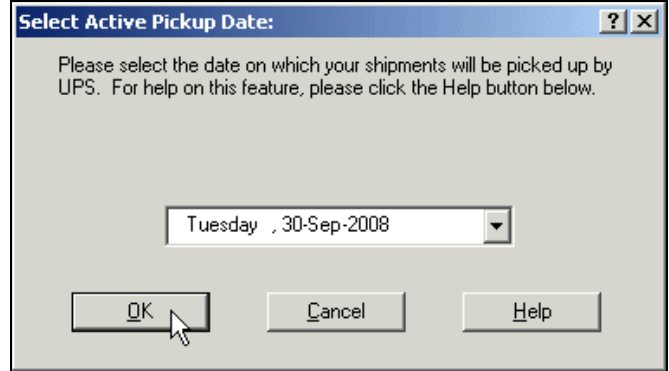 Select Active Pickup Date:
Please select the date on which your shipments will be picked up by
UPS. For help on this feature, please click the Help button below.
Tuesday , 30-Sep-2008
OK Cancel Help